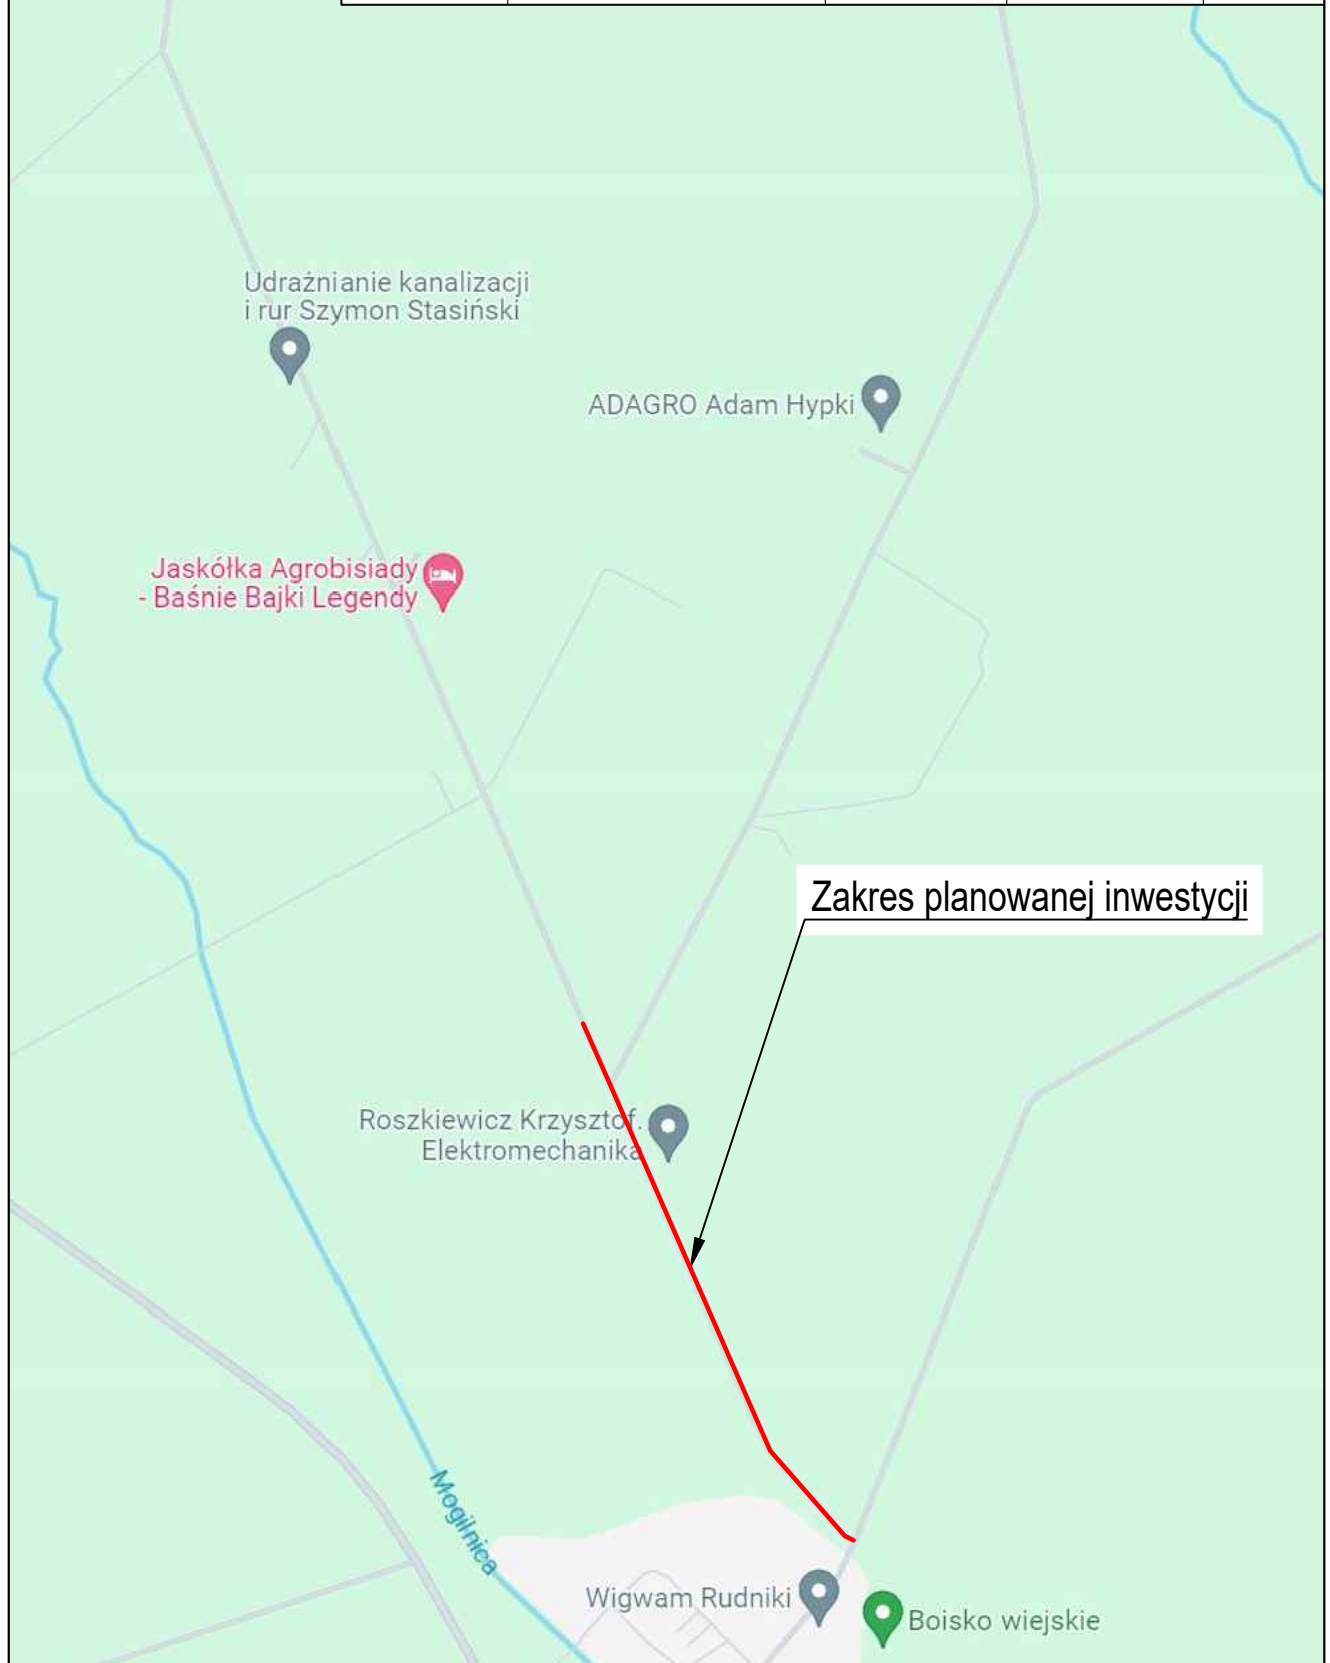 Udrażnianie kanalizacji
i rur Szymon Stasiński
ADAGRO Adam Hypki
Jaskółka Agrobisiady
- Baśnie Bajki Legendy
Zakres planowanej inwestycji
Roszkiewicz Krzysztof.
Elektromechanika
Mogilnica
Wigwam Rudniki
Boisko wiejskie